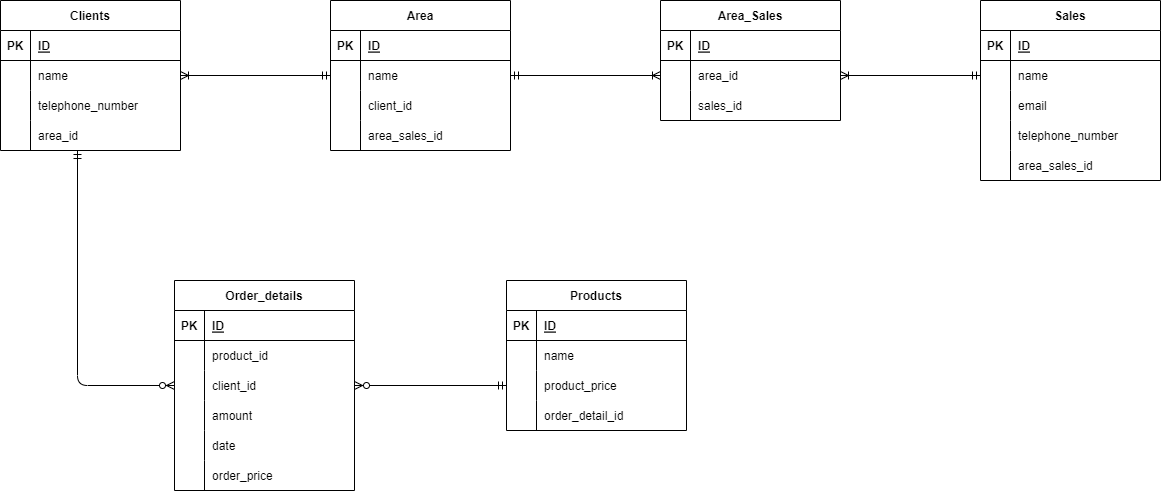 Clients
PK ID
name
telephone_number
area_id
Area
PK ID
name
client_id
area_sales_id
Area_Sales
PK ID
area_id
sales_id
Sales
PK ID
name
email
telephone_number
area_sales_id
Order_details
PK ID
product_id
client_id
amount
date
order_price
Products
PK ID
name
product_price
order_detail_id